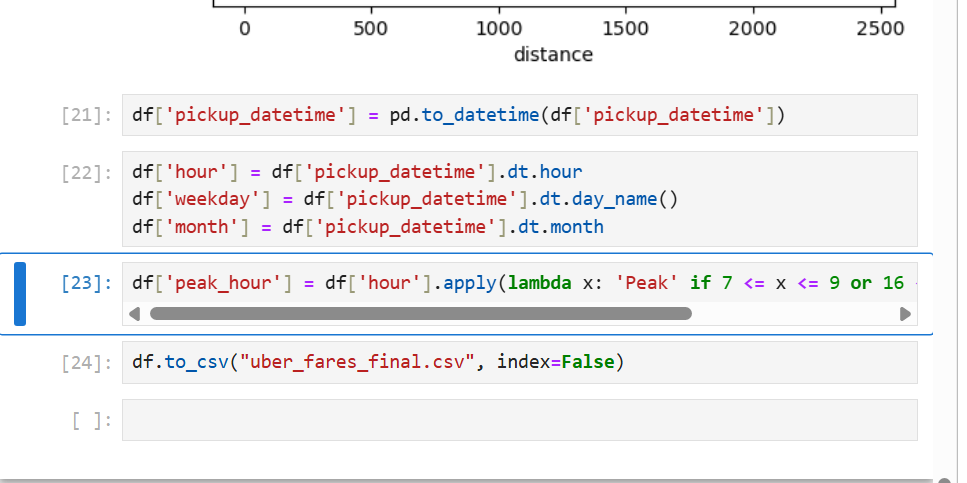 0 500 1000 1500 2000 2500
distance
[21]: df['pickup_datetime'] = pd.to_datetime(df['pickup_datetime'])
[22]: df['hour'] = df['pickup_datetime'].dt.hour
df['weekday'] = df['pickup_datetime'].dt.day_name()
df['month'] = df['pickup_datetime'].dt.month
[23]: df['peak_hour'] = df['hour'].apply(lambda x: 'Peak' if 7 <= x <= 9 or 16
[24]: df.to_csv("uber_fares_final.csv", index=False)
[ ]: